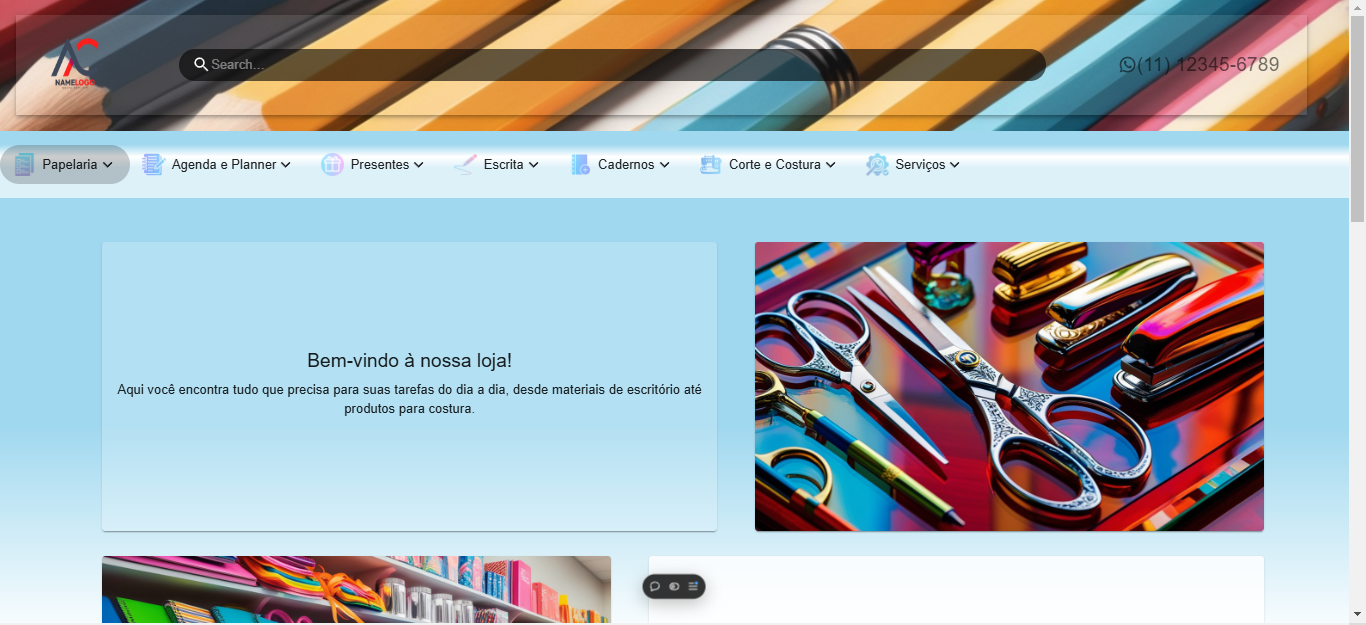 NAMELOGO
Search...
(11) 12345-6789
Papelaria
Agenda e Planner
Presentes
Escrita
Cadernos
Corte e Costura
Serviços
Bem-vindo à nossa loja!
Aqui você encontra tudo que precisa para suas tarefas do dia a dia, desde materiais de escritório até
produtos para costura.